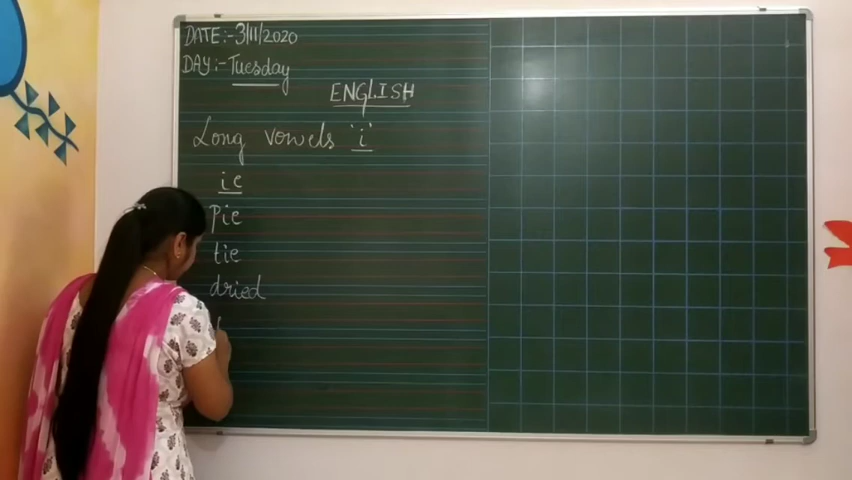 DATE:-3/11/2020
DAY:-Tuesday
ENGLISH
Long vowels 'i'
ie
Pie
tie
dried